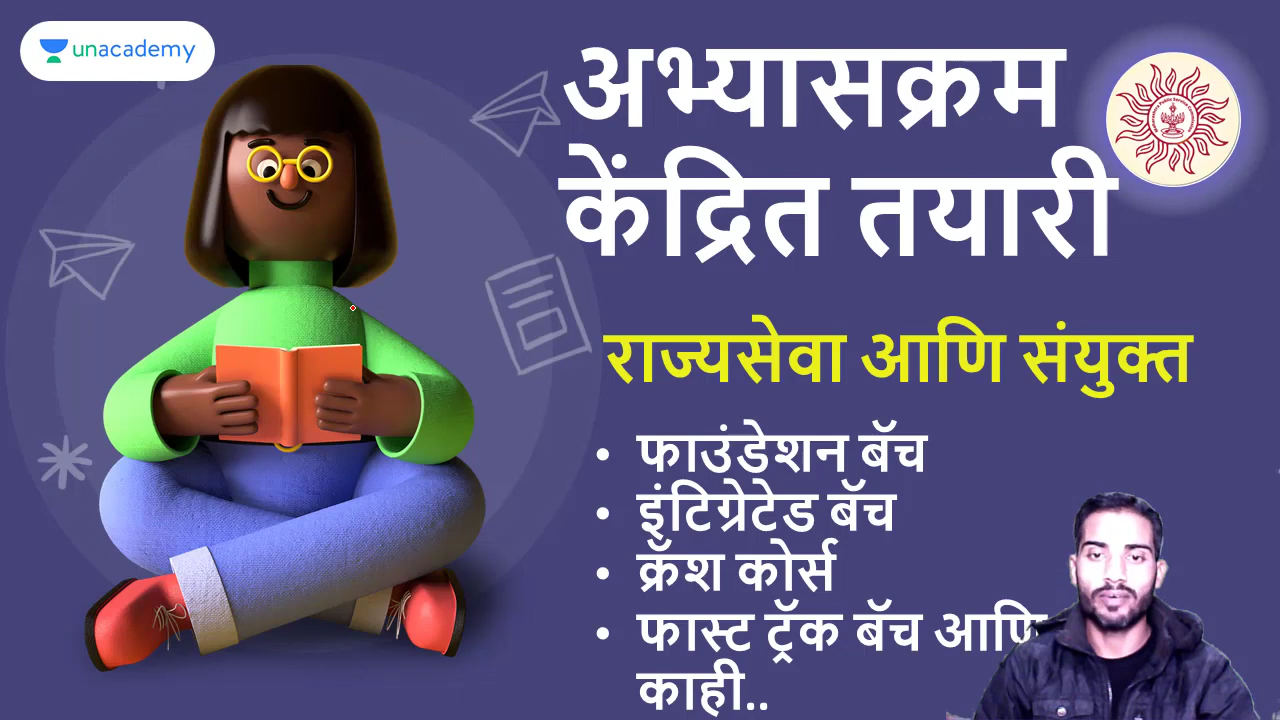 unacademy
अभ्यासक्रम
केंद्रित तयारी
राज्यसेवा आणि संयुक्त
• फाउंडेशन बॅच
• इंटिग्रेटेड बॅच
• क्रॅश कोर्स
• फास्ट ट्रॅक बॅच आणि
काही..